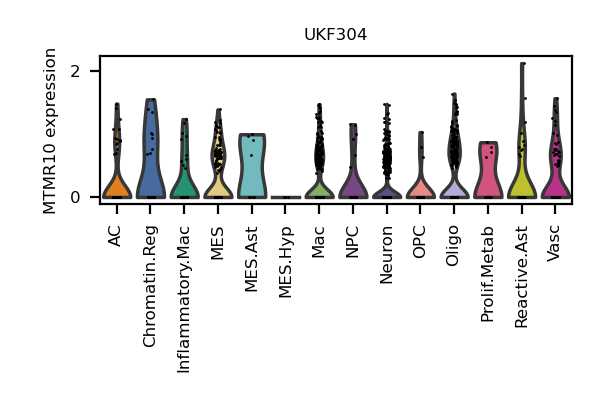 UKF304
MTMR10 expression
2
0
AC
Chromatin.Reg
Inflammatory.Mac
MES
MES.Ast
MES.Hyp
Mac
NPC
Neuron
OPC
Oligo
Prolif.Metab
Reactive.Ast
Vasc